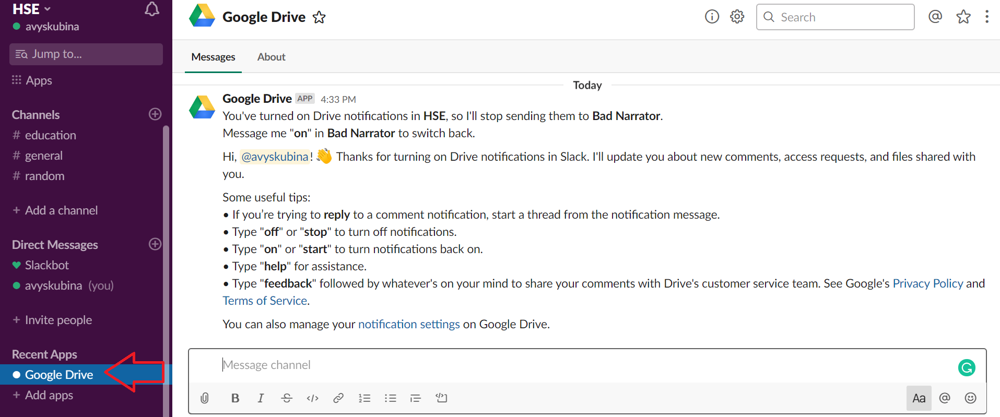 HSE
avyskubina
Jump to...
Apps
Channels
# education
# general
# random
+ Add a channel
Direct Messages
Slackbot
avyskubina (you)
+ Invite people
Recent Apps
Google Drive
+ Add apps
Google Drive
Search
Messages
About
Today
Google Drive APP 4:33 PM
You've turned on Drive notifications in HSE, so I'll stop sending them to Bad Narrator.
Message me "on" in Bad Narrator to switch back.
Hi, @avyskubina! 👋 Thanks for turning on Drive notifications in Slack. I'll update you about new comments, access requests, and files shared with
you.
Some useful tips:
• If you’re trying to reply to a comment notification, start a thread from the notification message.
• Type "off" or "stop" to turn off notifications.
• Type "on" or "start" to turn notifications back on.
• Type "help" for assistance.
• Type "feedback" followed by whatever's on your mind to share your comments with Drive's customer service team. See Google's Privacy Policy and
Terms of Service.
You can also manage your notification settings on Google Drive.
Message channel
B I S </> Aa @